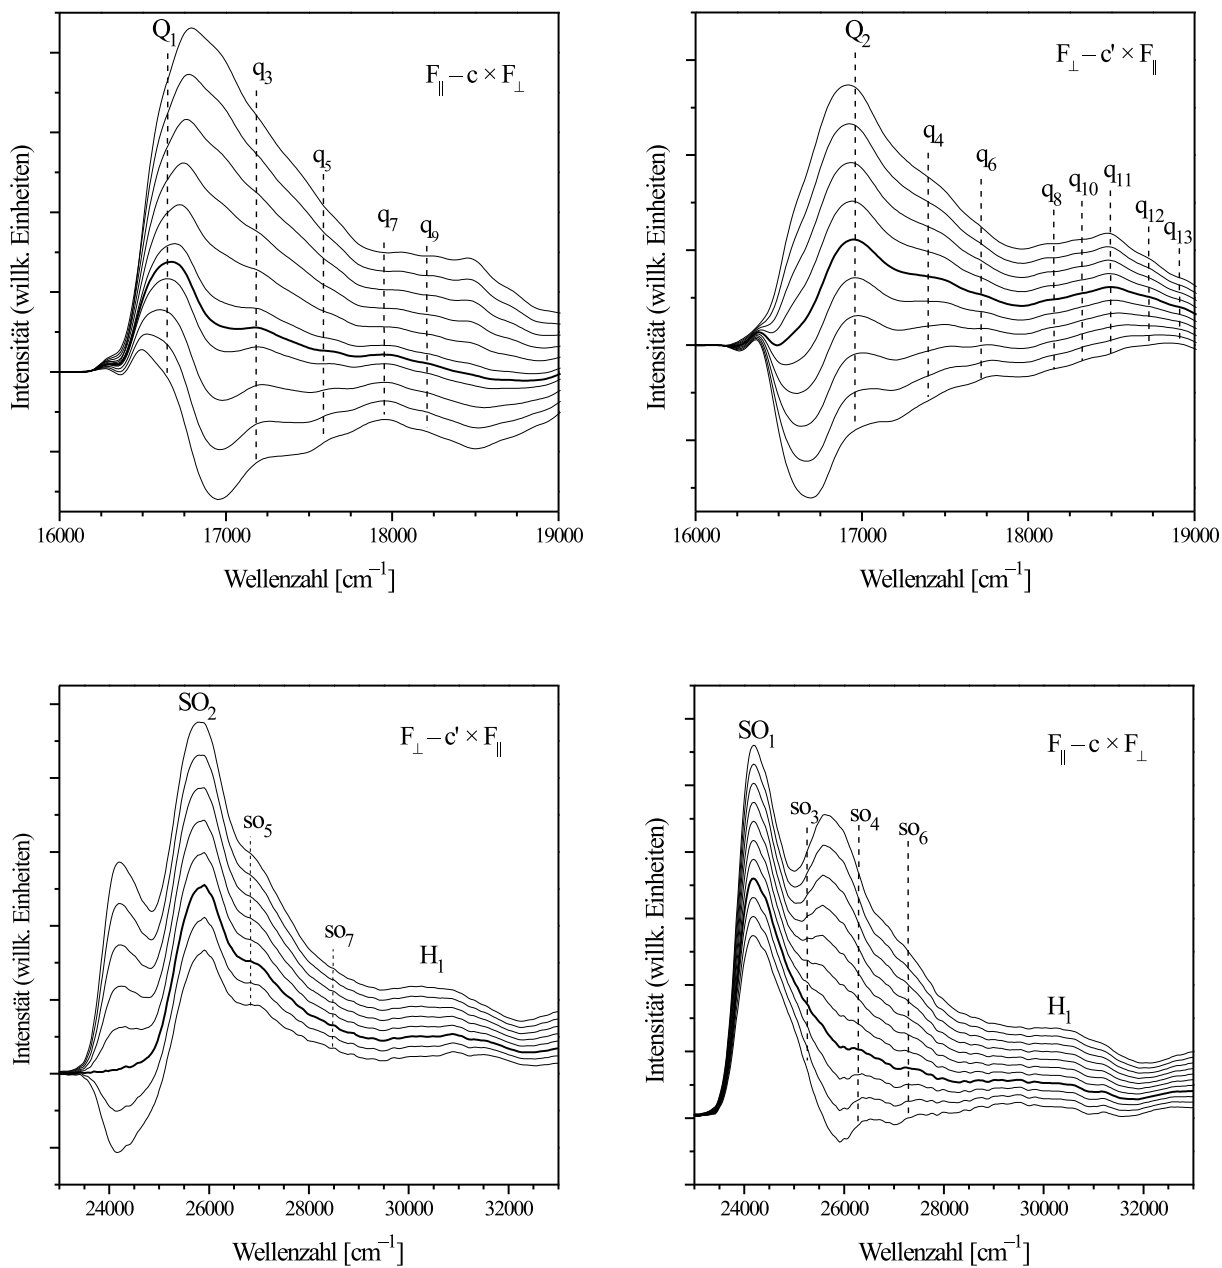 Q1
q3
q5
q7
q9
F∥ – c × F⊥
Intensität (willk. Einheiten)
16000 17000 18000 19000
Wellenzahl [cm⁻¹]
Q2
q4
q6
q8
q10
q11
q12
q13
F⊥ – c' × F∥
Intensität (willk. Einheiten)
16000 17000 18000 19000
Wellenzahl [cm⁻¹]
SO2
so5
so7
H1
F⊥ – c' × F∥
Intenstät (willk. Einheiten)
24000 26000 28000 30000 32000
Wellenzahl [cm⁻¹]
SO1
so3
so4
so6
H1
F∥ – c × F⊥
Intensität (willk. Einheiten)
24000 26000 28000 30000 32000
Wellenzahl [cm⁻¹]